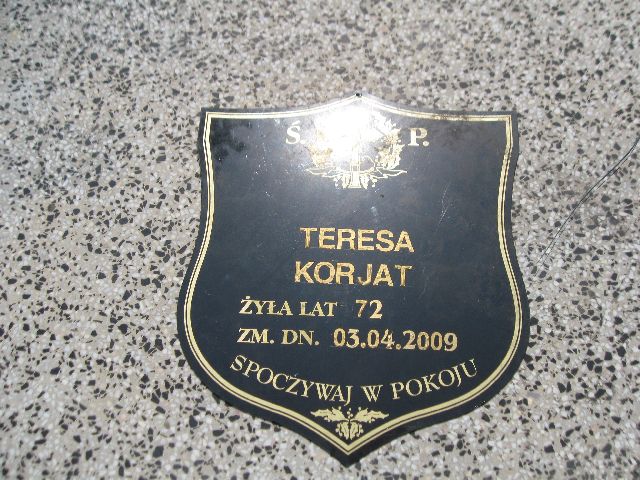 Ś. P.
TERESA
KORJAT
ŻYŁA LAT 72
ZM. DN. 03.04.2009
SPOCZYWAJ W POKOJU